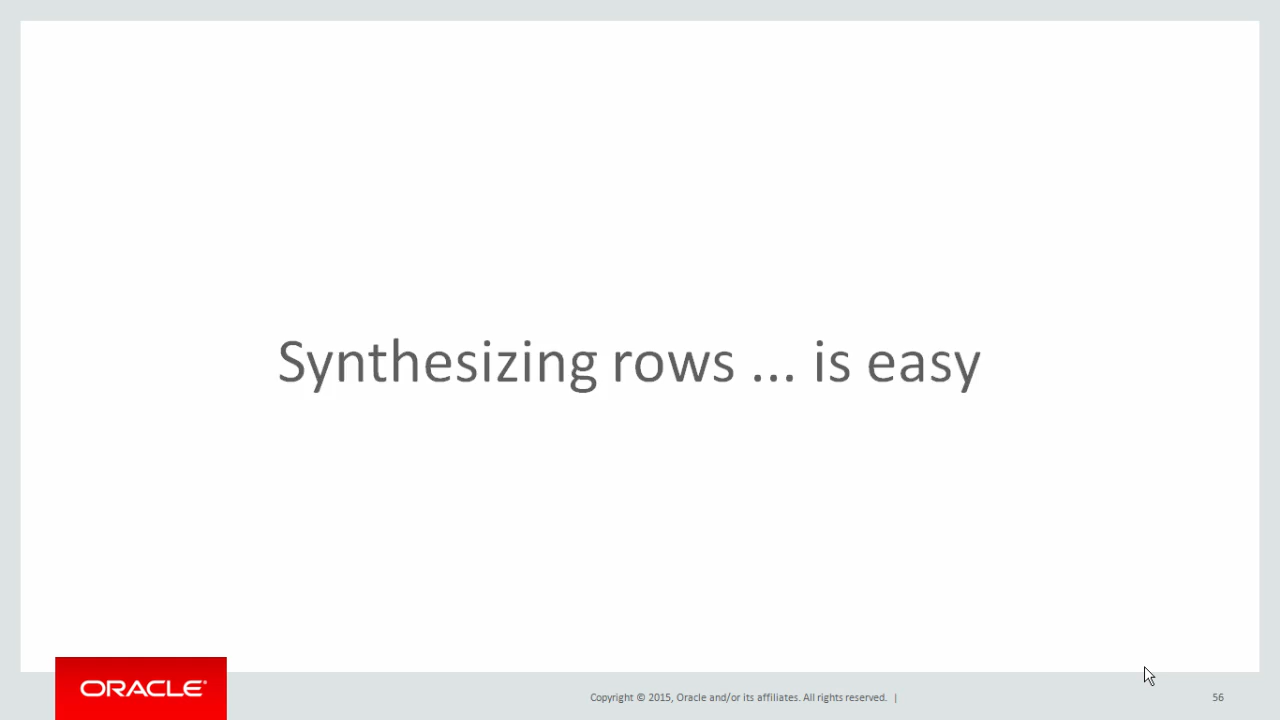 Synthesizing rows ... is easy
ORACLE®
Copyright © 2015, Oracle and/or its affiliates. All rights reserved. |
56